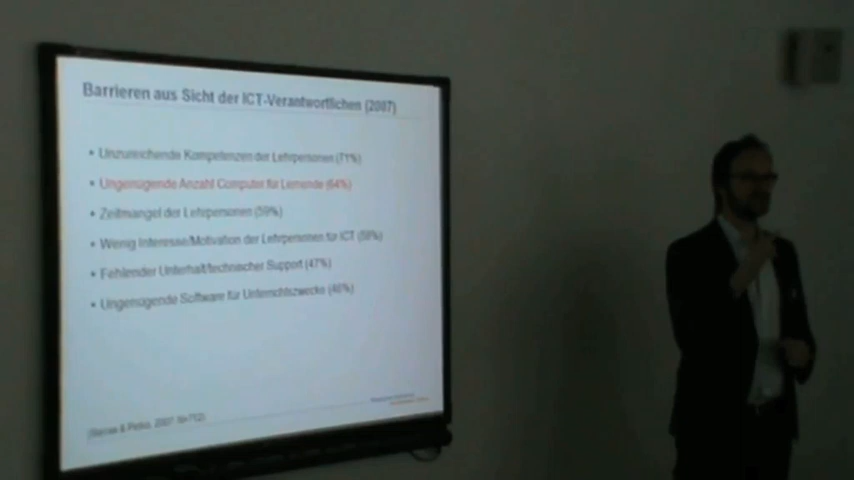 Barrieren aus Sicht der ICT-Verantwortlichen (2007)
• Unzureichende Kompetenzen der Lehrpersonen (71%)
• Ungenügende Anzahl Computer für Lernende (64%)
• Zeitmangel der Lehrpersonen (59%)
• Wenig Interesse/Motivation der Lehrpersonen für ICT (58%)
• Fehlender Unterhalt/technischer Support (47%)
• Ungenügende Software für Unterrichtszwecke (46%)
& Petko, 2007: